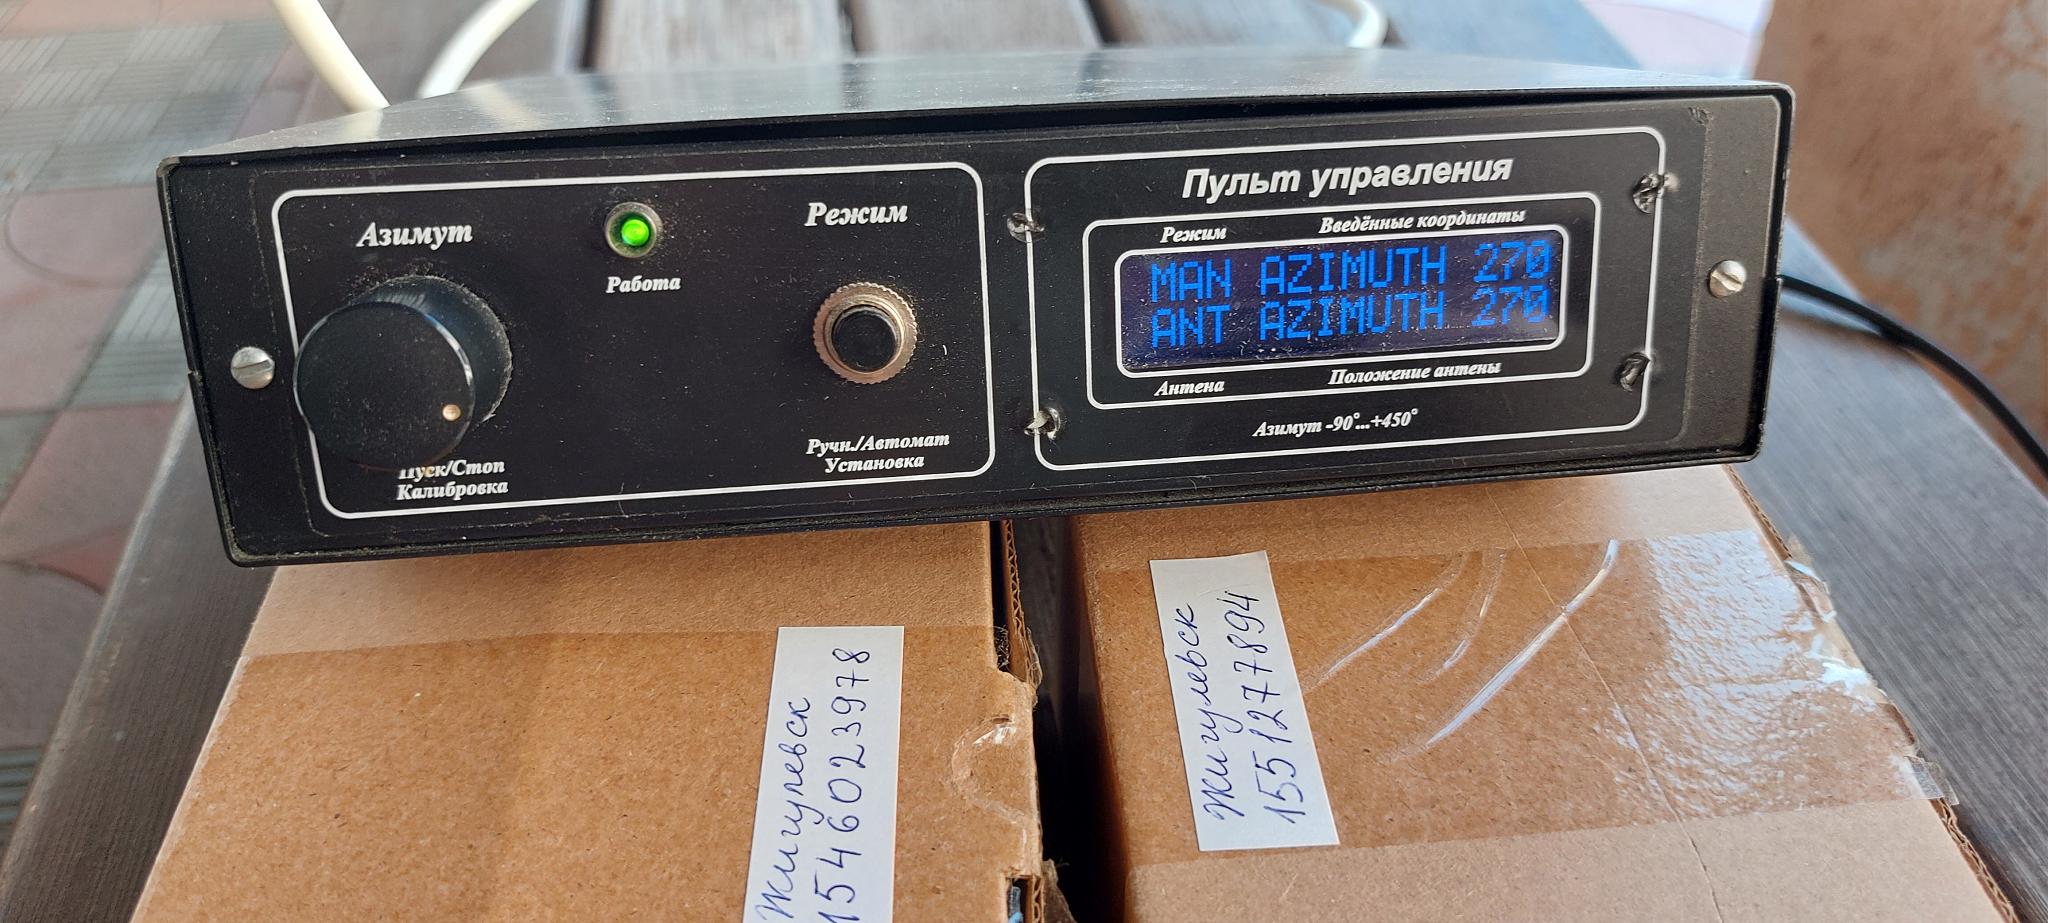 Азимут
Работа
Режим
Пуск/Стоп
Калибровка
Ручн./Автомат
Установка
Пульт управления
Режим Введённые координаты
MAN AZIMUTH 270
ANT AZIMUTH 270
Антена Положение антены
Азимут -90°...+450°
Жигулевск
1546023978
Жигулевск
1551277894